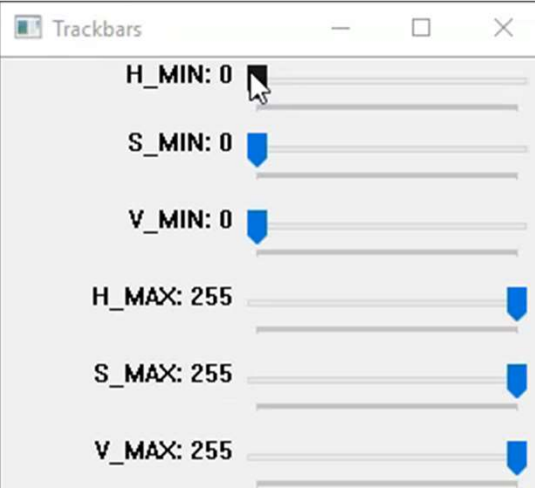 Trackbars
H_MIN: 0
S_MIN: 0
V_MIN: 0
H_MAX: 255
S_MAX: 255
V_MAX: 255